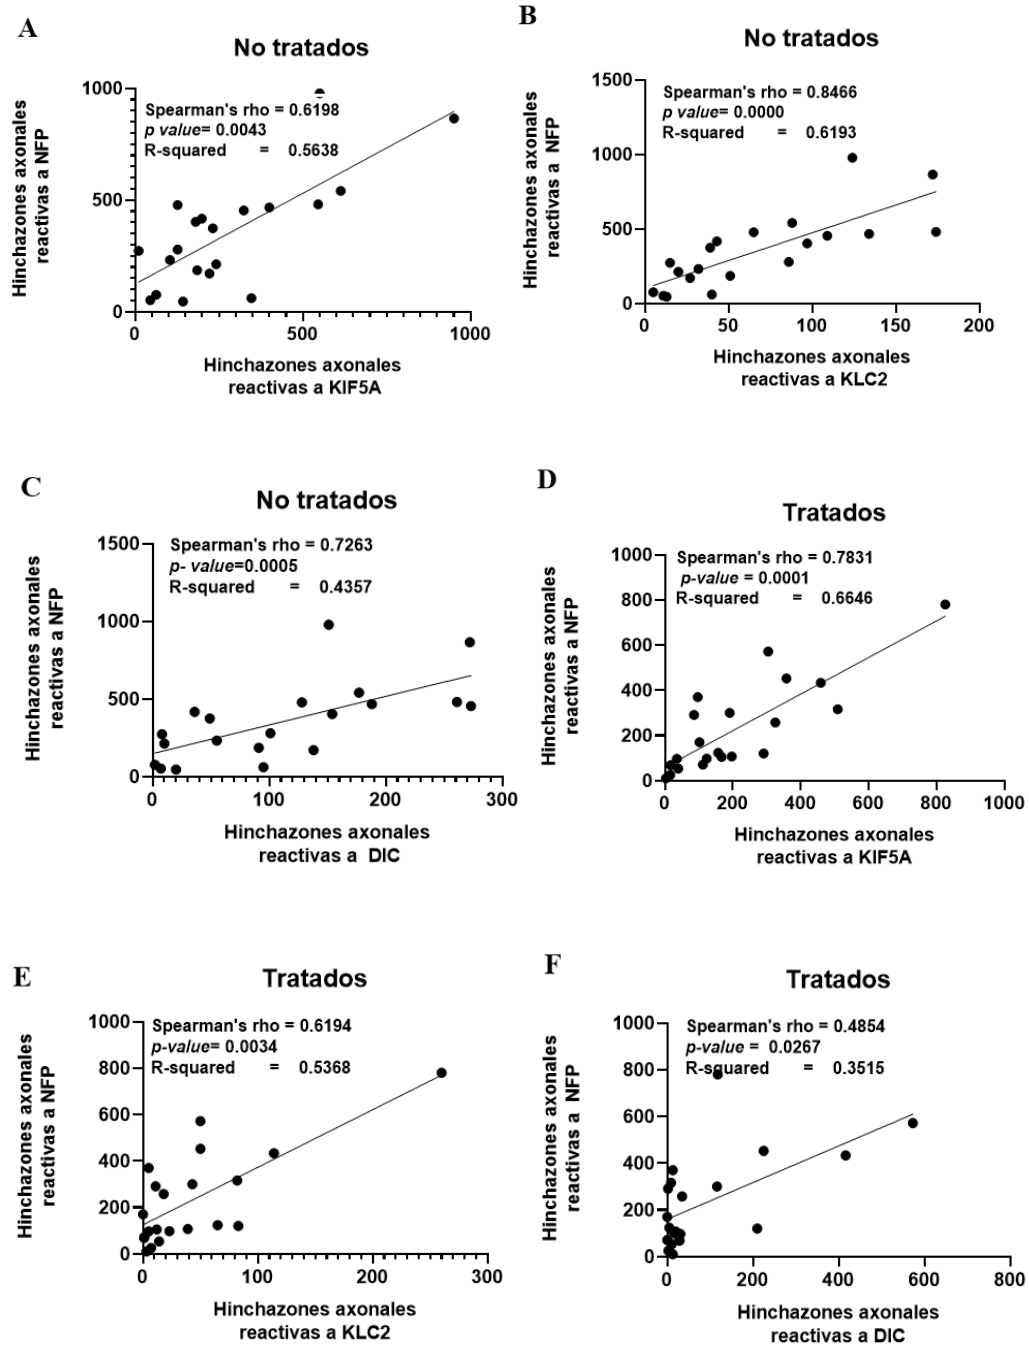 A
No tratados
Spearman's rho = 0.6198
p value= 0.0043
R-squared = 0.5638
1000
500
0
0 500 1000
Hinchazones axonales
reactivas a NFP
Hinchazones axonales
reactivas a KIF5A
B
No tratados
Spearman's rho = 0.8466
p value= 0.0000
R-squared = 0.6193
1500
1000
500
0
0 50 100 150 200
Hinchazones axonales
reactivas a NFP
Hinchazones axonales
reactivas a KLC2
C
No tratados
Spearman's rho = 0.7263
p- value=0.0005
R-squared = 0.4357
1500
1000
500
0
0 100 200 300
Hinchazones axonales
reactivas a NFP
Hinchazones axonales
reactivas a DIC
D
Tratados
Spearman's rho = 0.7831
p-value = 0.0001
R-squared = 0.6646
1000
800
600
400
200
0
0 200 400 600 800 1000
Hinchazones axonales
reactivas a NFP
Hinchazones axonales
reactivas a KIF5A
E
Tratados
Spearman's rho = 0.6194
p-value= 0.0034
R-squared = 0.5368
1000
800
600
400
200
0
0 100 200 300
Hinchazones axonales
reactivas a NFP
Hinchazones axonales
reactivas a KLC2
F
Tratados
Spearman's rho = 0.4854
p-value = 0.0267
R-squared = 0.3515
1000
800
600
400
200
0
0 200 400 600 800
Hinchazones axonales
reactivas a NFP
Hinchazones axonales
reactivas a DIC